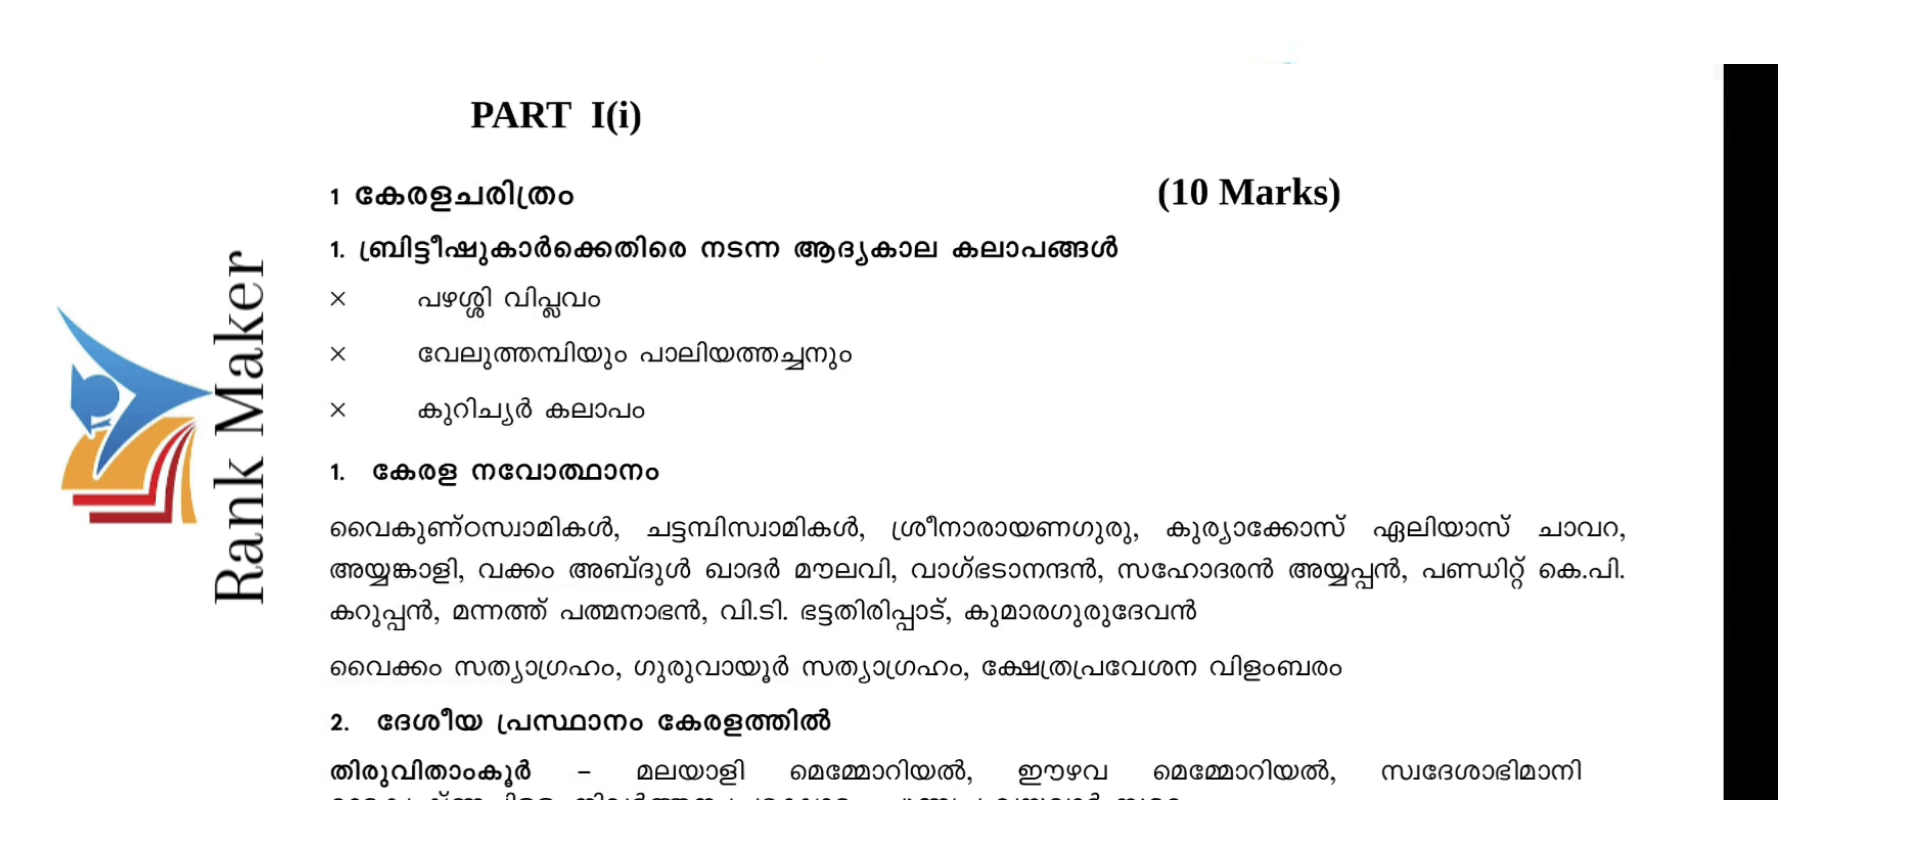 PART I(i)
1 കേരളചരിത്രം (10 Marks)
1. ബ്രിട്ടീഷുകാർക്കെതിരെ നടന്ന ആദ്യകാല കലാപങ്ങൾ
× പഴശ്ശി വിപ്ലവം
× വേലുത്തമ്പിയും പാലിയത്തച്ചനും
× കുറിച്യർ കലാപം
1. കേരള നവോത്ഥാനം
വൈകുണ്ഠസ്വാമികൾ, ചട്ടമ്പിസ്വാമികൾ, ശ്രീനാരായണഗുരു, കുര്യാക്കോസ് ഏലിയാസ് ചാവറ,
അയ്യങ്കാളി, വക്കം അബ്ദുൾ ഖാദർ മൗലവി, വാഗ്ഭടാനന്ദൻ, സഹോദരൻ അയ്യപ്പൻ, പണ്ഡിറ്റ് കെ.പി.
കറുപ്പൻ, മന്നത്ത് പത്മനാഭൻ, വി.ടി. ഭട്ടതിരിപ്പാട്, കുമാരഗുരുദേവൻ
വൈക്കം സത്യാഗ്രഹം, ഗുരുവായൂർ സത്യാഗ്രഹം, ക്ഷേത്രപ്രവേശന വിളംബരം
2. ദേശീയ പ്രസ്ഥാനം കേരളത്തിൽ
തിരുവിതാംകൂർ – മലയാളി മെമ്മോറിയൽ, ഈഴവ മെമ്മോറിയൽ, സ്വദേശാഭിമാനി
Rank Maker